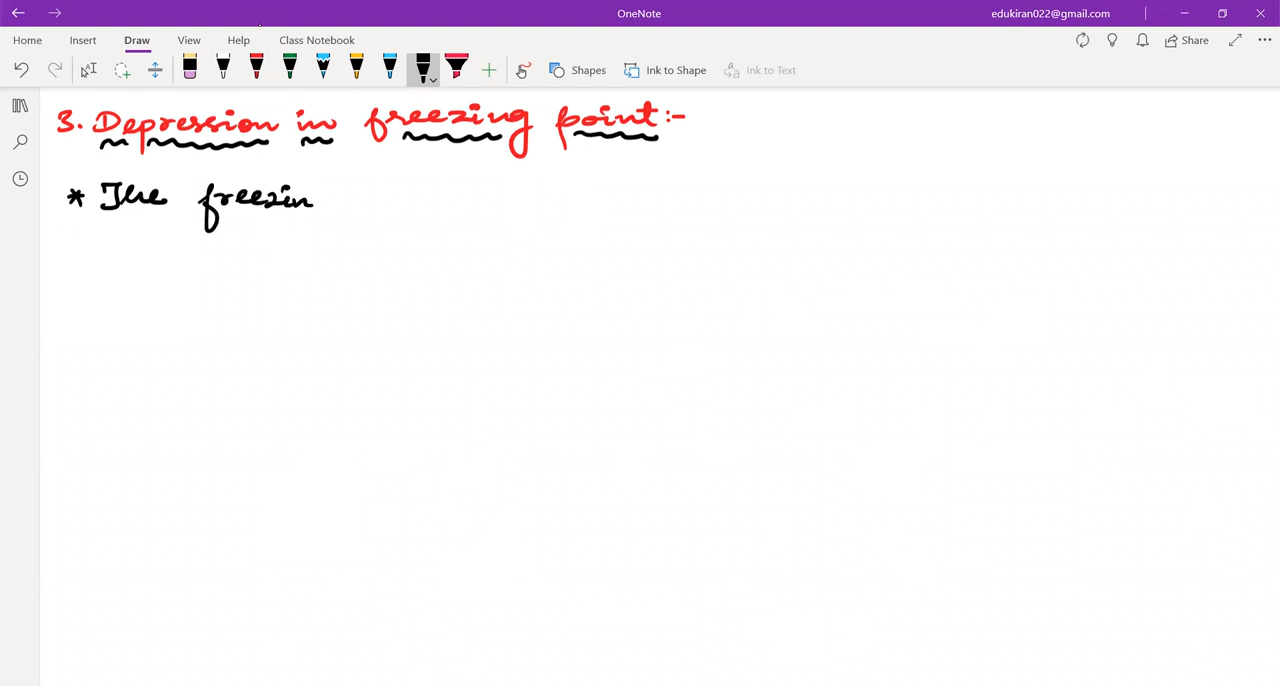 OneNote
edukiran022@gmail.com
Home Insert Draw View Help Class Notebook
Share
Shapes Ink to Shape Ink to Text
3. Depression in freezing point:-
* The freezin